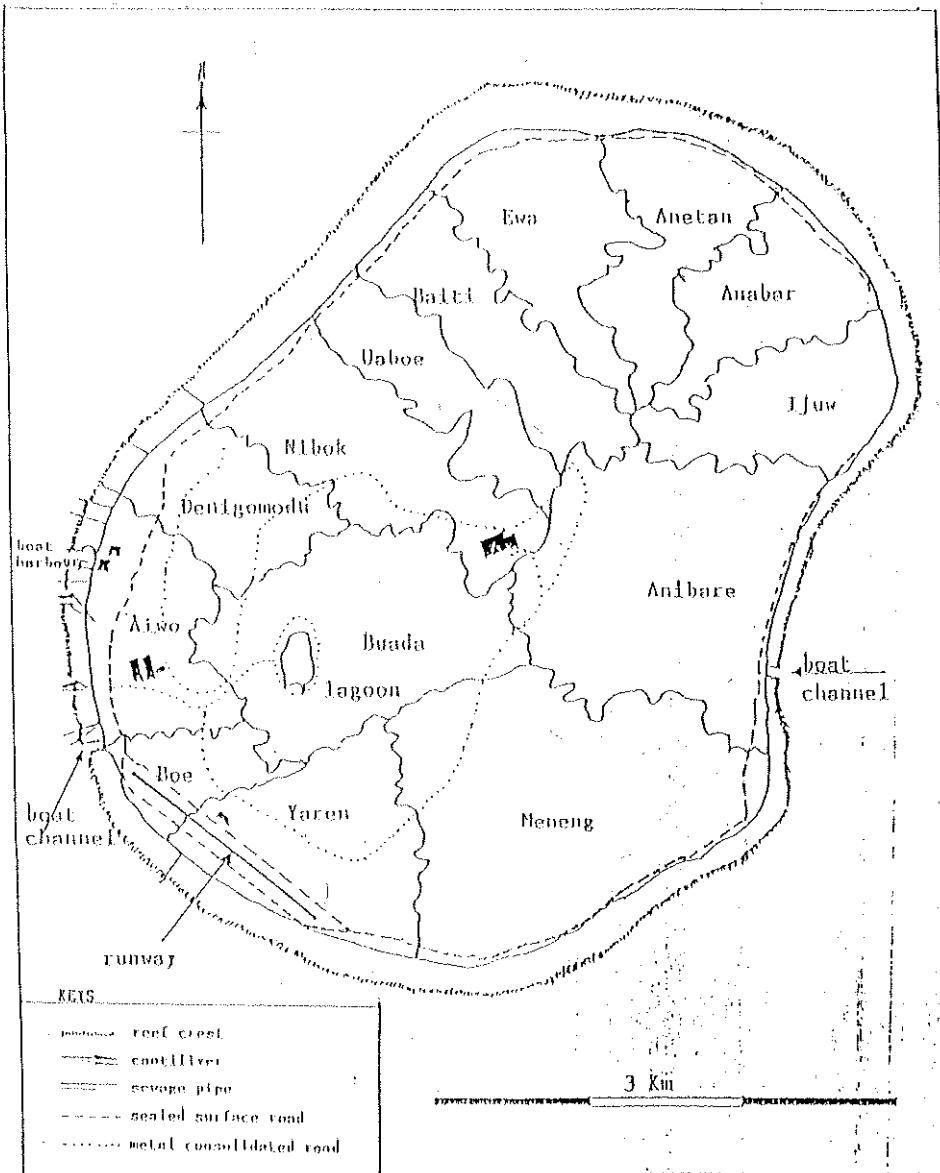 N
Ewa
Anetan
Baiti
Anabar
Uaboe
Ijuw
Nibok
Denigomodu
boat
harbour
Anibare
Aiwo
Buada
lagoon
boat
channel
Boe
Yaren
Meneng
boat
channel
runway
KEYS
reef crest
cantiliver
sewage pipe
sealed surface road
metal consolidated road
3 Km